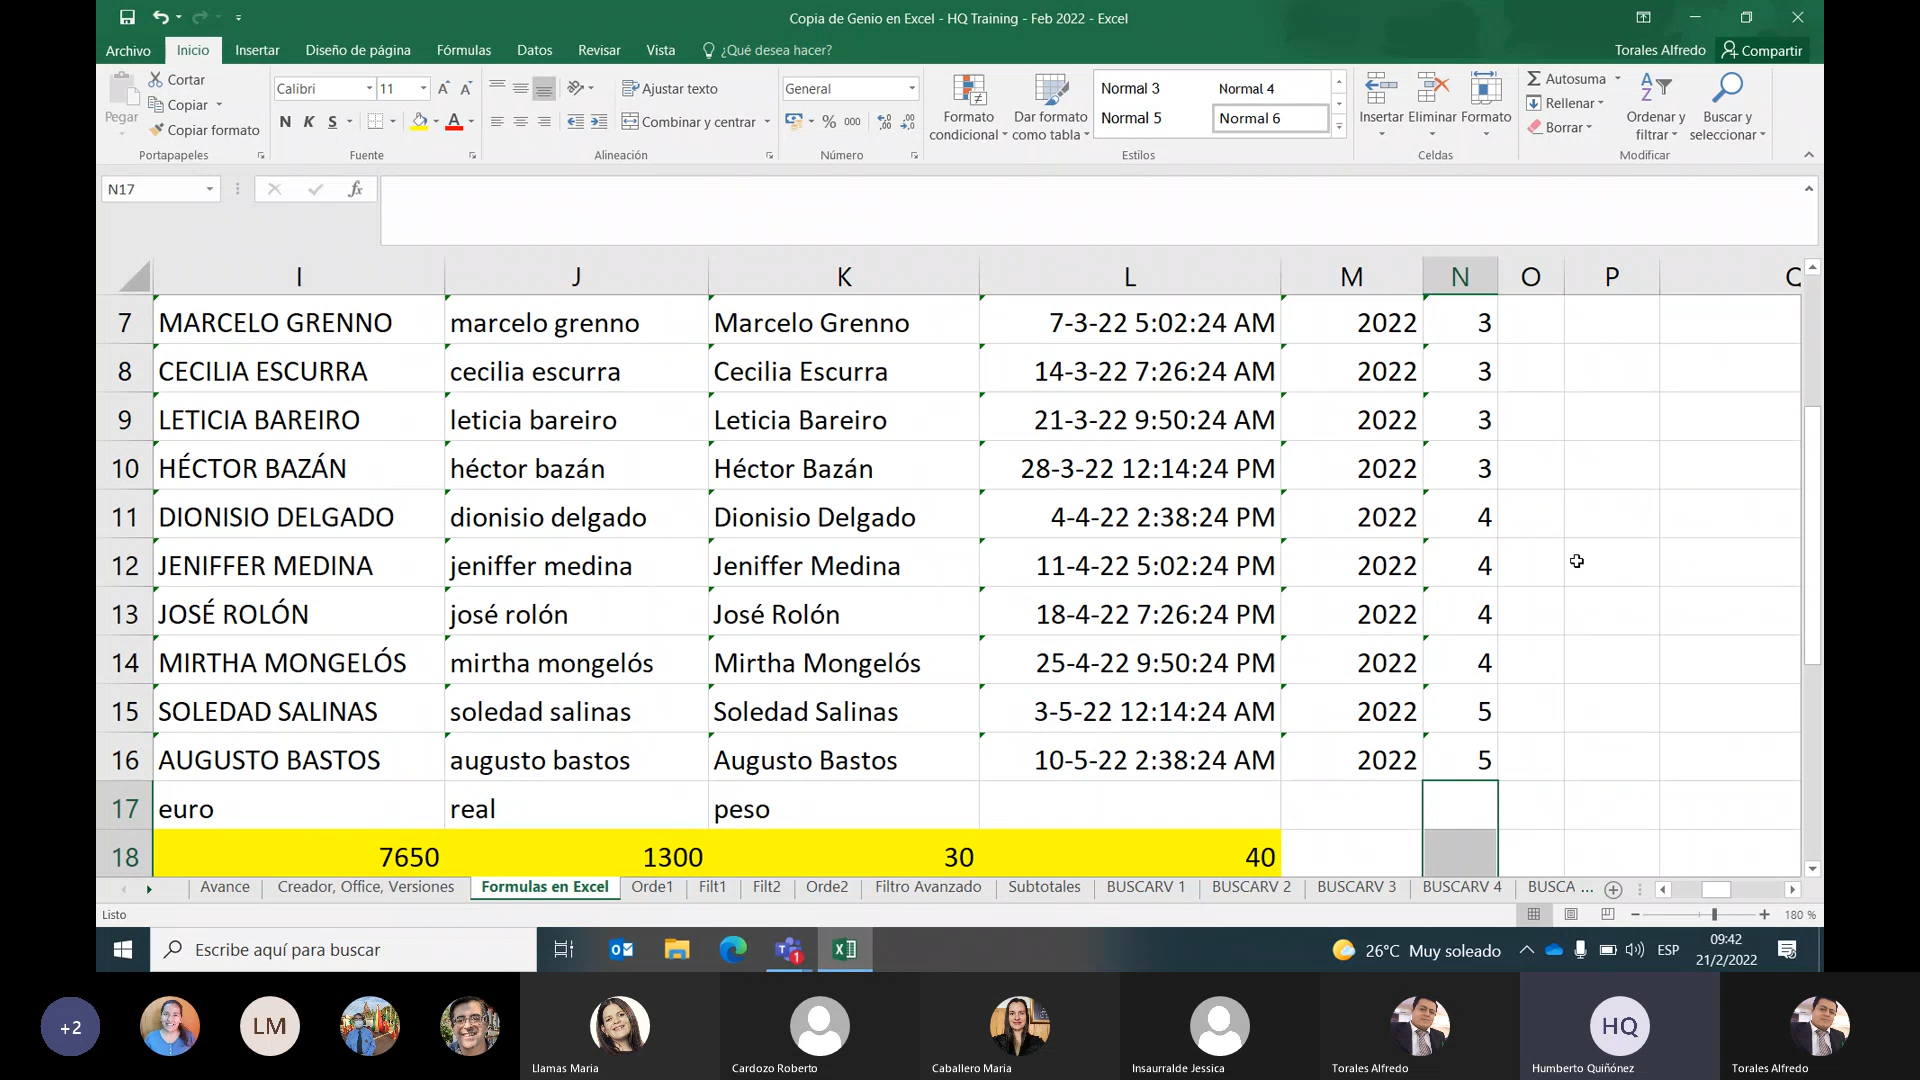 Copia de Genio en Excel - HQ Training - Feb 2022 - Excel
Archivo Inicio Insertar Diseño de página Fórmulas Datos Revisar Vista ¿Qué desea hacer? Torales Alfredo Compartir
Pegar
Cortar
Copiar
Copiar formato
Portapapeles
Calibri 11
N K S
Fuente
Ajustar texto
Combinar y centrar
Alineación
General
% 000
Número
Formato condicional
Dar formato como tabla
Normal 3 Normal 4
Normal 5 Normal 6
Estilos
Insertar Eliminar Formato
Celdas
Autosuma
Rellenar
Borrar
Ordenar y filtrar
Buscar y seleccionar
Modificar
N17 fx
I J K L M N O P Q
7 MARCELO GRENNO marcelo grenno Marcelo Grenno 7-3-22 5:02:24 AM 2022 3
8 CECILIA ESCURRA cecilia escurra Cecilia Escurra 14-3-22 7:26:24 AM 2022 3
9 LETICIA BAREIRO leticia bareiro Leticia Bareiro 21-3-22 9:50:24 AM 2022 3
10 HÉCTOR BAZÁN héctor bazán Héctor Bazán 28-3-22 12:14:24 PM 2022 3
11 DIONISIO DELGADO dionisio delgado Dionisio Delgado 4-4-22 2:38:24 PM 2022 4
12 JENIFFER MEDINA jeniffer medina Jeniffer Medina 11-4-22 5:02:24 PM 2022 4
13 JOSÉ ROLÓN josé rolón José Rolón 18-4-22 7:26:24 PM 2022 4
14 MIRTHA MONGELÓS mirtha mongelós Mirtha Mongelós 25-4-22 9:50:24 PM 2022 4
15 SOLEDAD SALINAS soledad salinas Soledad Salinas 3-5-22 12:14:24 AM 2022 5
16 AUGUSTO BASTOS augusto bastos Augusto Bastos 10-5-22 2:38:24 AM 2022 5
17 euro real peso
18 7650 1300 30 40
Avance Creador, Office, Versiones Formulas en Excel Orde1 Filt1 Filt2 Orde2 Filtro Avanzado Subtotales BUSCARV 1 BUSCARV 2 BUSCARV 3 BUSCARV 4 BUSCA ...
Listo 180 %
Escribe aquí para buscar 1 26°C Muy soleado ESP 09:42
21/2/2022
+2 LM HQ
Llamas Maria Cardozo Roberto Caballero Maria Insaurralde Jessica Torales Alfredo Humberto Quiñónez Torales Alfredo